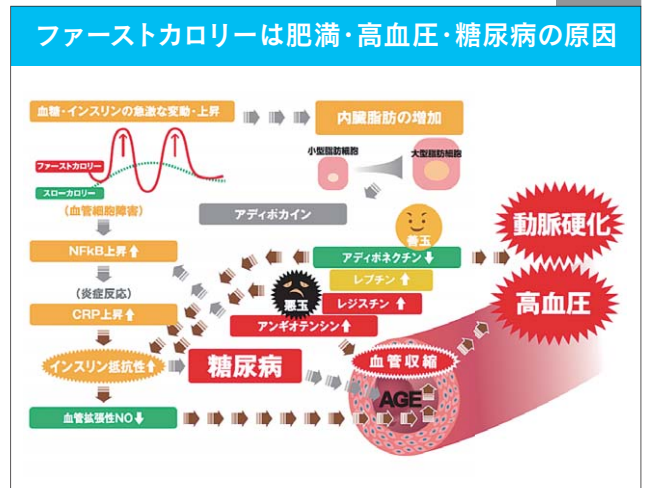 ファーストカロリーは肥満・高血圧・糖尿病の原因
血糖・インスリンの急激な変動・上昇
内臓脂肪の増加
小型脂肪細胞
大型脂肪細胞
ファーストカロリー
スローカロリー
(血管細胞障害)
アディポカイン
善玉
動脈硬化
NFkB上昇⬆
アディポネクチン⬇
レプチン⬆
(炎症反応)
悪玉
レジスチン⬆
高血圧
CRP上昇⬆
アンギオテンシン⬆
インスリン抵抗性⬆
糖尿病
血管収縮
AGE
血管拡張性NO⬇